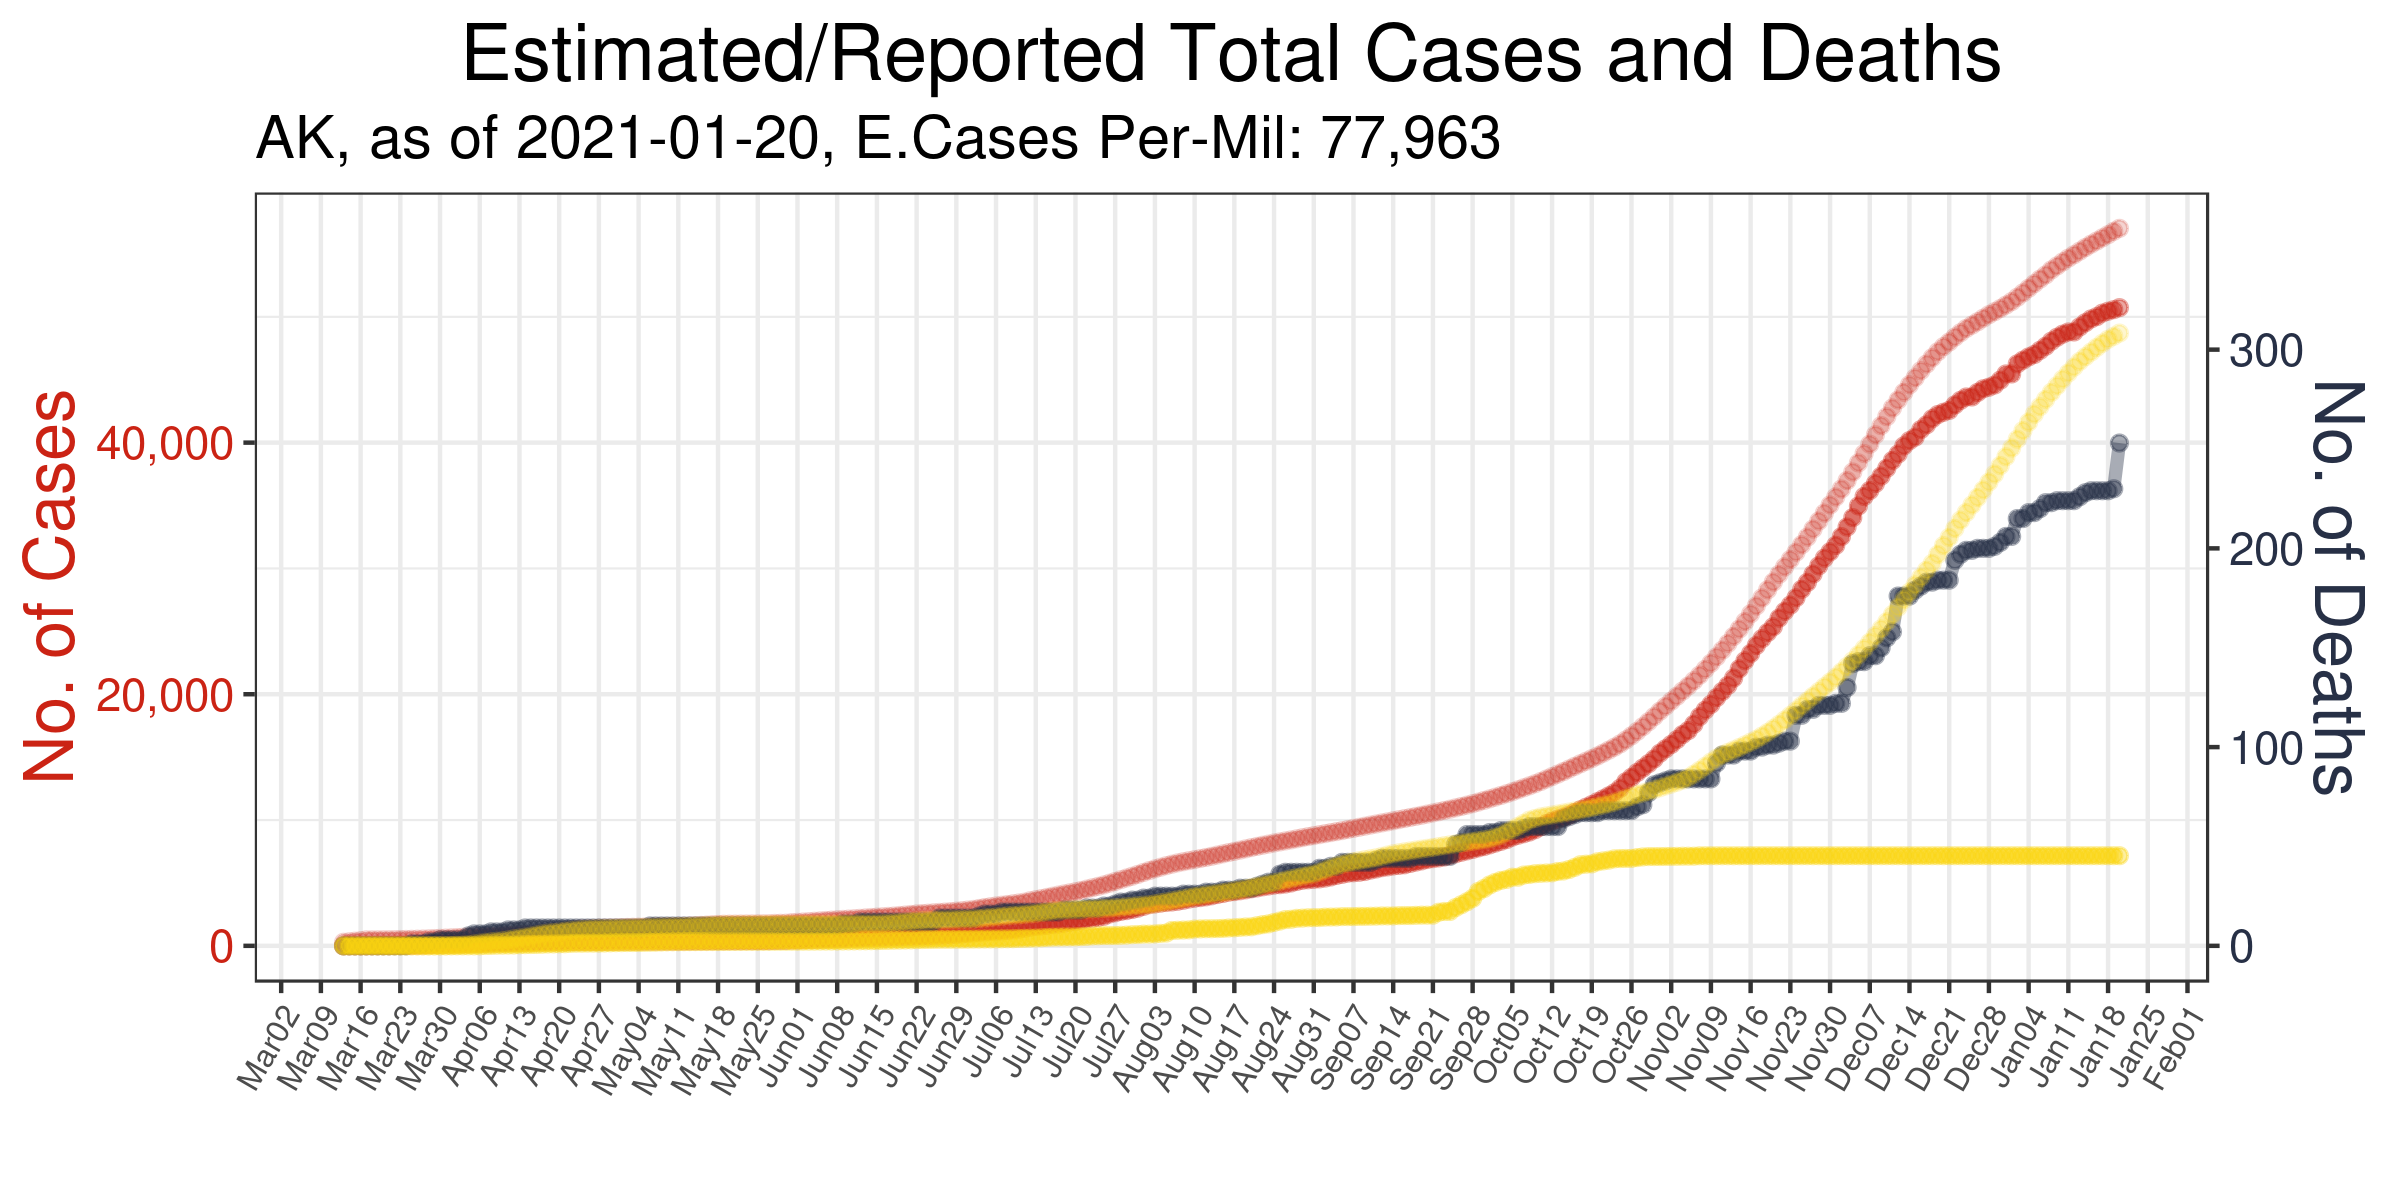 Estimated/Reported Total Cases and Deaths
AK, as of 2021-01-20, E.Cases Per-Mil: 77,963
No. of Cases
40,000
20,000
0
300
200
100
0
No. of Deaths
Mar02 Mar09 Mar16 Mar23 Mar30 Apr06 Apr13 Apr20 Apr27 May04 May11 May18 May25 Jun01 Jun08 Jun15 Jun22 Jun29 Jul06 Jul13 Jul20 Jul27 Aug03 Aug10 Aug17 Aug24 Aug31 Sep07 Sep14 Sep21 Sep28 Oct05 Oct12 Oct19 Oct26 Nov02 Nov09 Nov16 Nov23 Nov30 Dec07 Dec14 Dec21 Dec28 Jan04 Jan11 Jan18 Jan25 Feb01